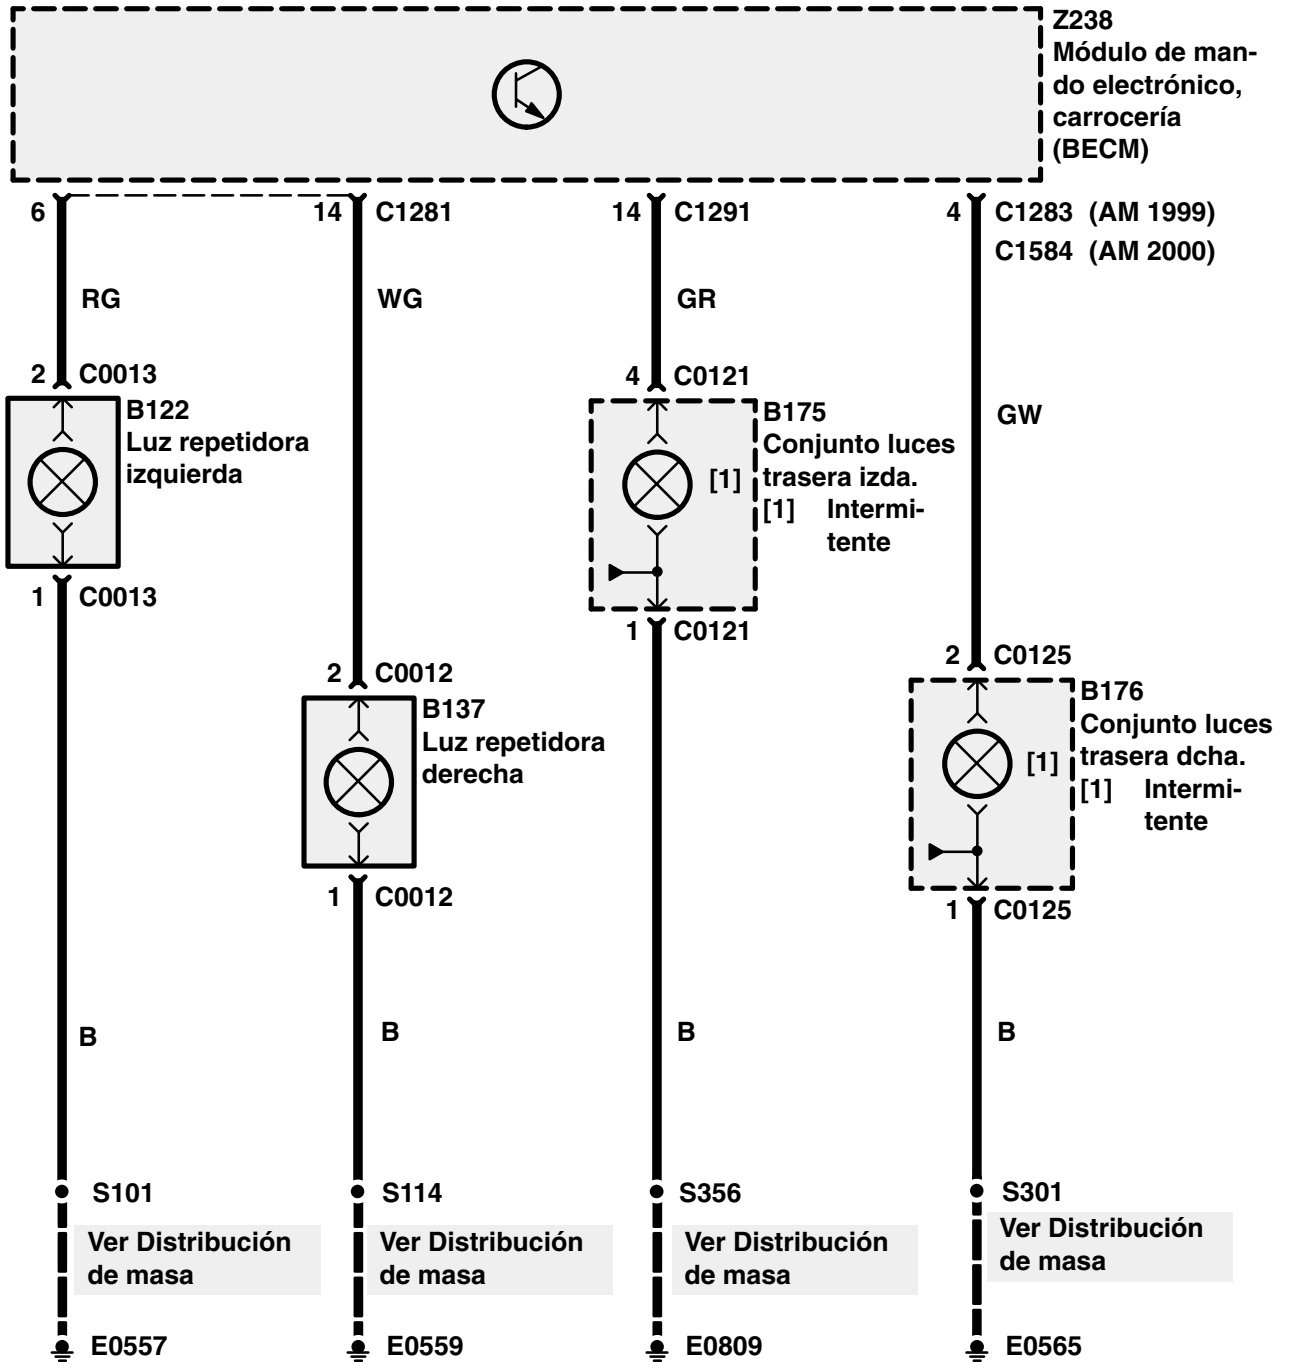 Z238
Módulo de man-
do electrónico,
carrocería
(BECM)
6
14 C1281
14 C1291
4 C1283 (AM 1999)
C1584 (AM 2000)
RG
WG
GR
GW
2 C0013
B122
Luz repetidora
izquierda
1 C0013
4 C0121
B175
Conjunto luces
trasera izda.
[1] Intermi-
tente
[1]
1 C0121
2 C0012
B137
Luz repetidora
derecha
1 C0012
2 C0125
B176
Conjunto luces
trasera dcha.
[1] Intermi-
tente
[1]
1 C0125
B
B
B
B
S101
S114
S356
S301
Ver Distribución
de masa
Ver Distribución
de masa
Ver Distribución
de masa
Ver Distribución
de masa
E0557
E0559
E0809
E0565